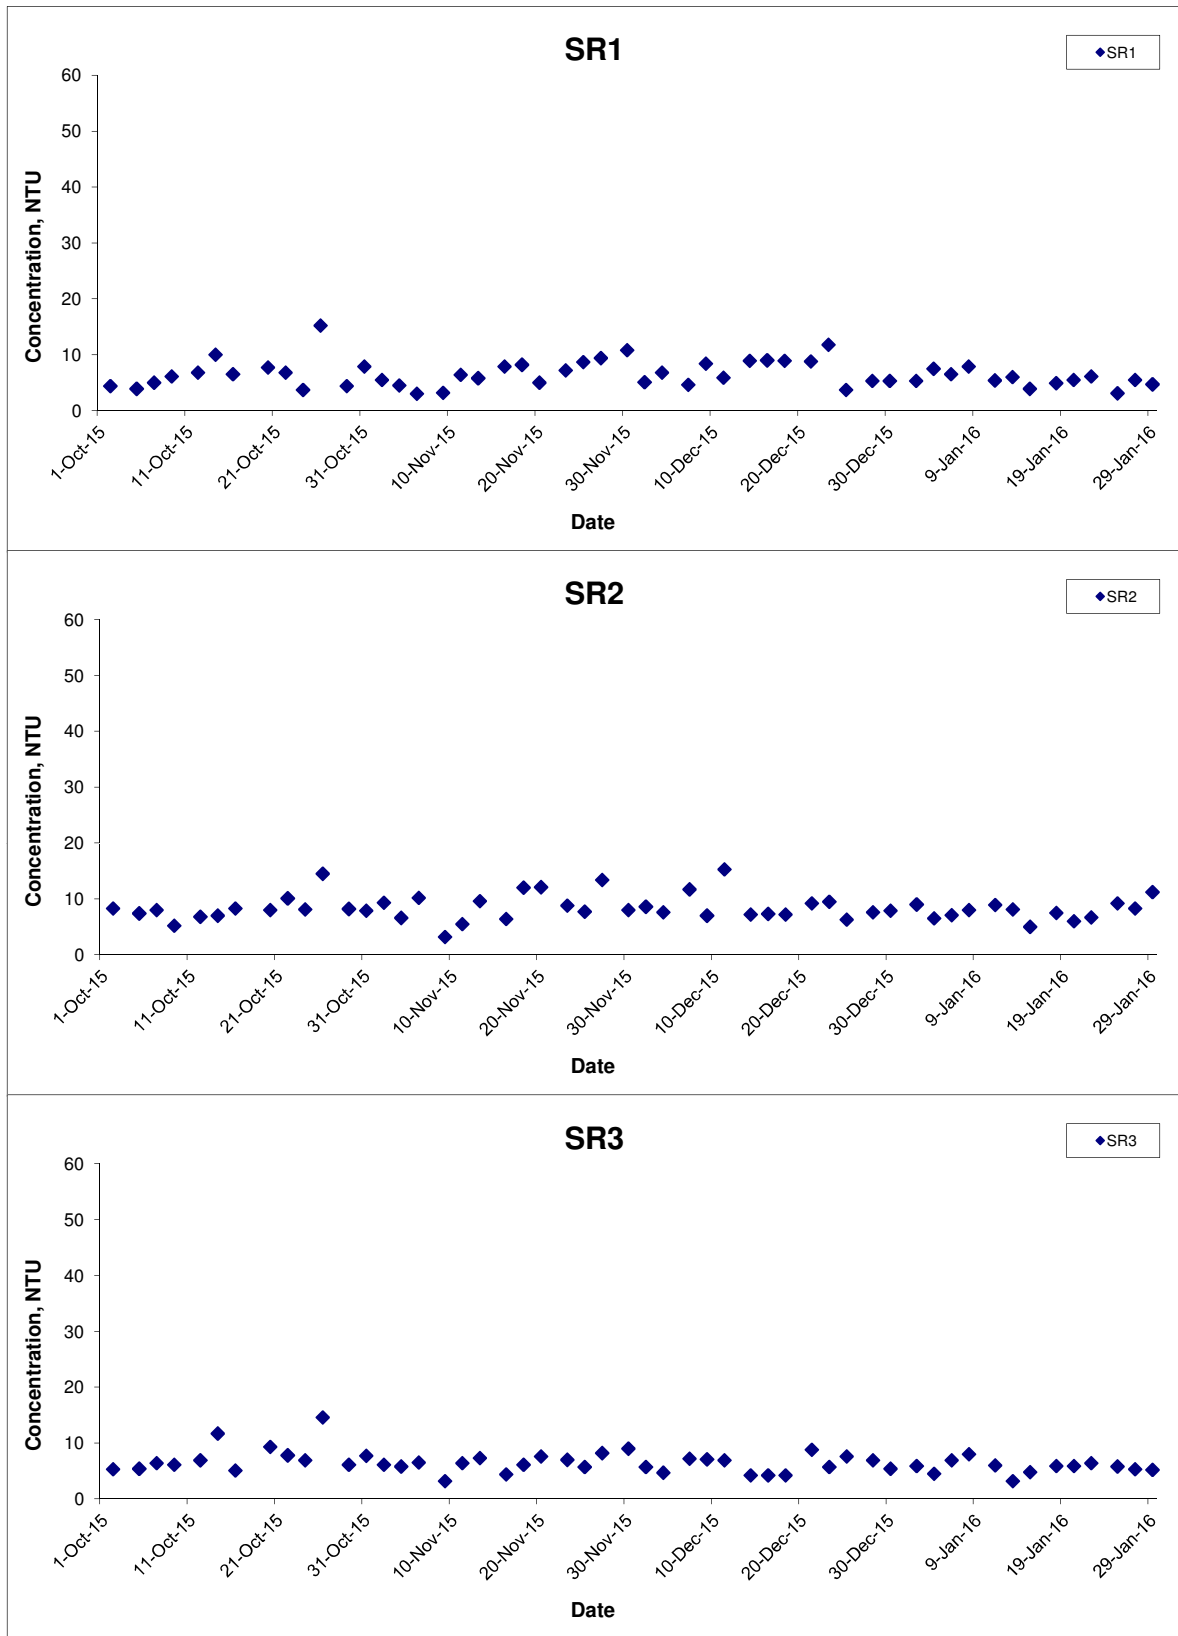 SR1
SR1
60
50
40
30
20
10
0
Concentration, NTU
1-Oct-15
11-Oct-15
21-Oct-15
31-Oct-15
10-Nov-15
20-Nov-15
30-Nov-15
10-Dec-15
20-Dec-15
30-Dec-15
9-Jan-16
19-Jan-16
29-Jan-16
Date
SR2
SR2
60
50
40
30
20
10
0
Concentration, NTU
1-Oct-15
11-Oct-15
21-Oct-15
31-Oct-15
10-Nov-15
20-Nov-15
30-Nov-15
10-Dec-15
20-Dec-15
30-Dec-15
9-Jan-16
19-Jan-16
29-Jan-16
Date
SR3
SR3
60
50
40
30
20
10
0
Concentration, NTU
1-Oct-15
11-Oct-15
21-Oct-15
31-Oct-15
10-Nov-15
20-Nov-15
30-Nov-15
10-Dec-15
20-Dec-15
30-Dec-15
9-Jan-16
19-Jan-16
29-Jan-16
Date